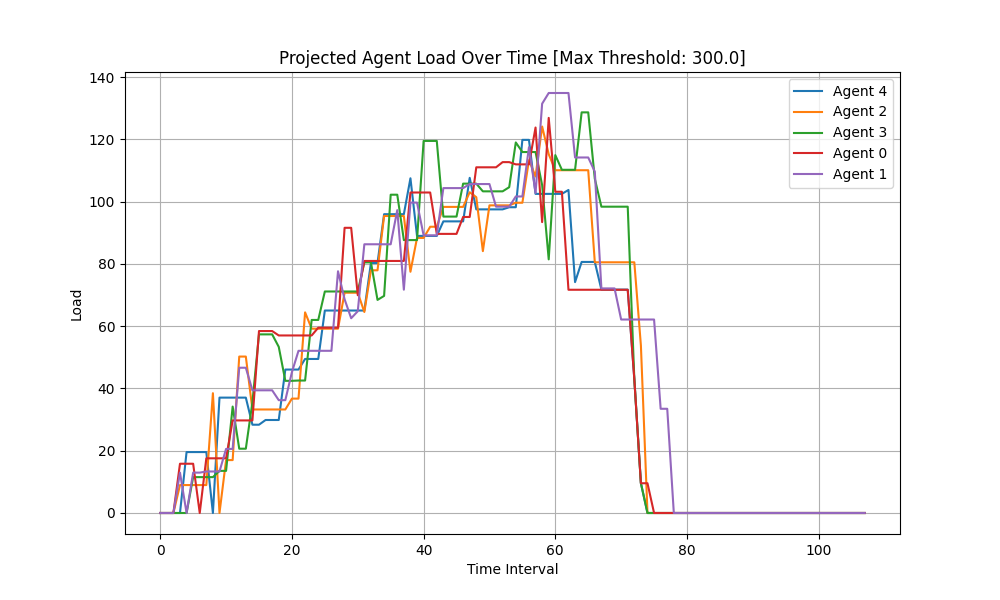 Projected Agent Load Over Time [Max Threshold: 300.0]
140
120
100
80
60
40
20
0
Load
Agent 4
Agent 2
Agent 3
Agent 0
Agent 1
0 20 40 60 80 100
Time Interval